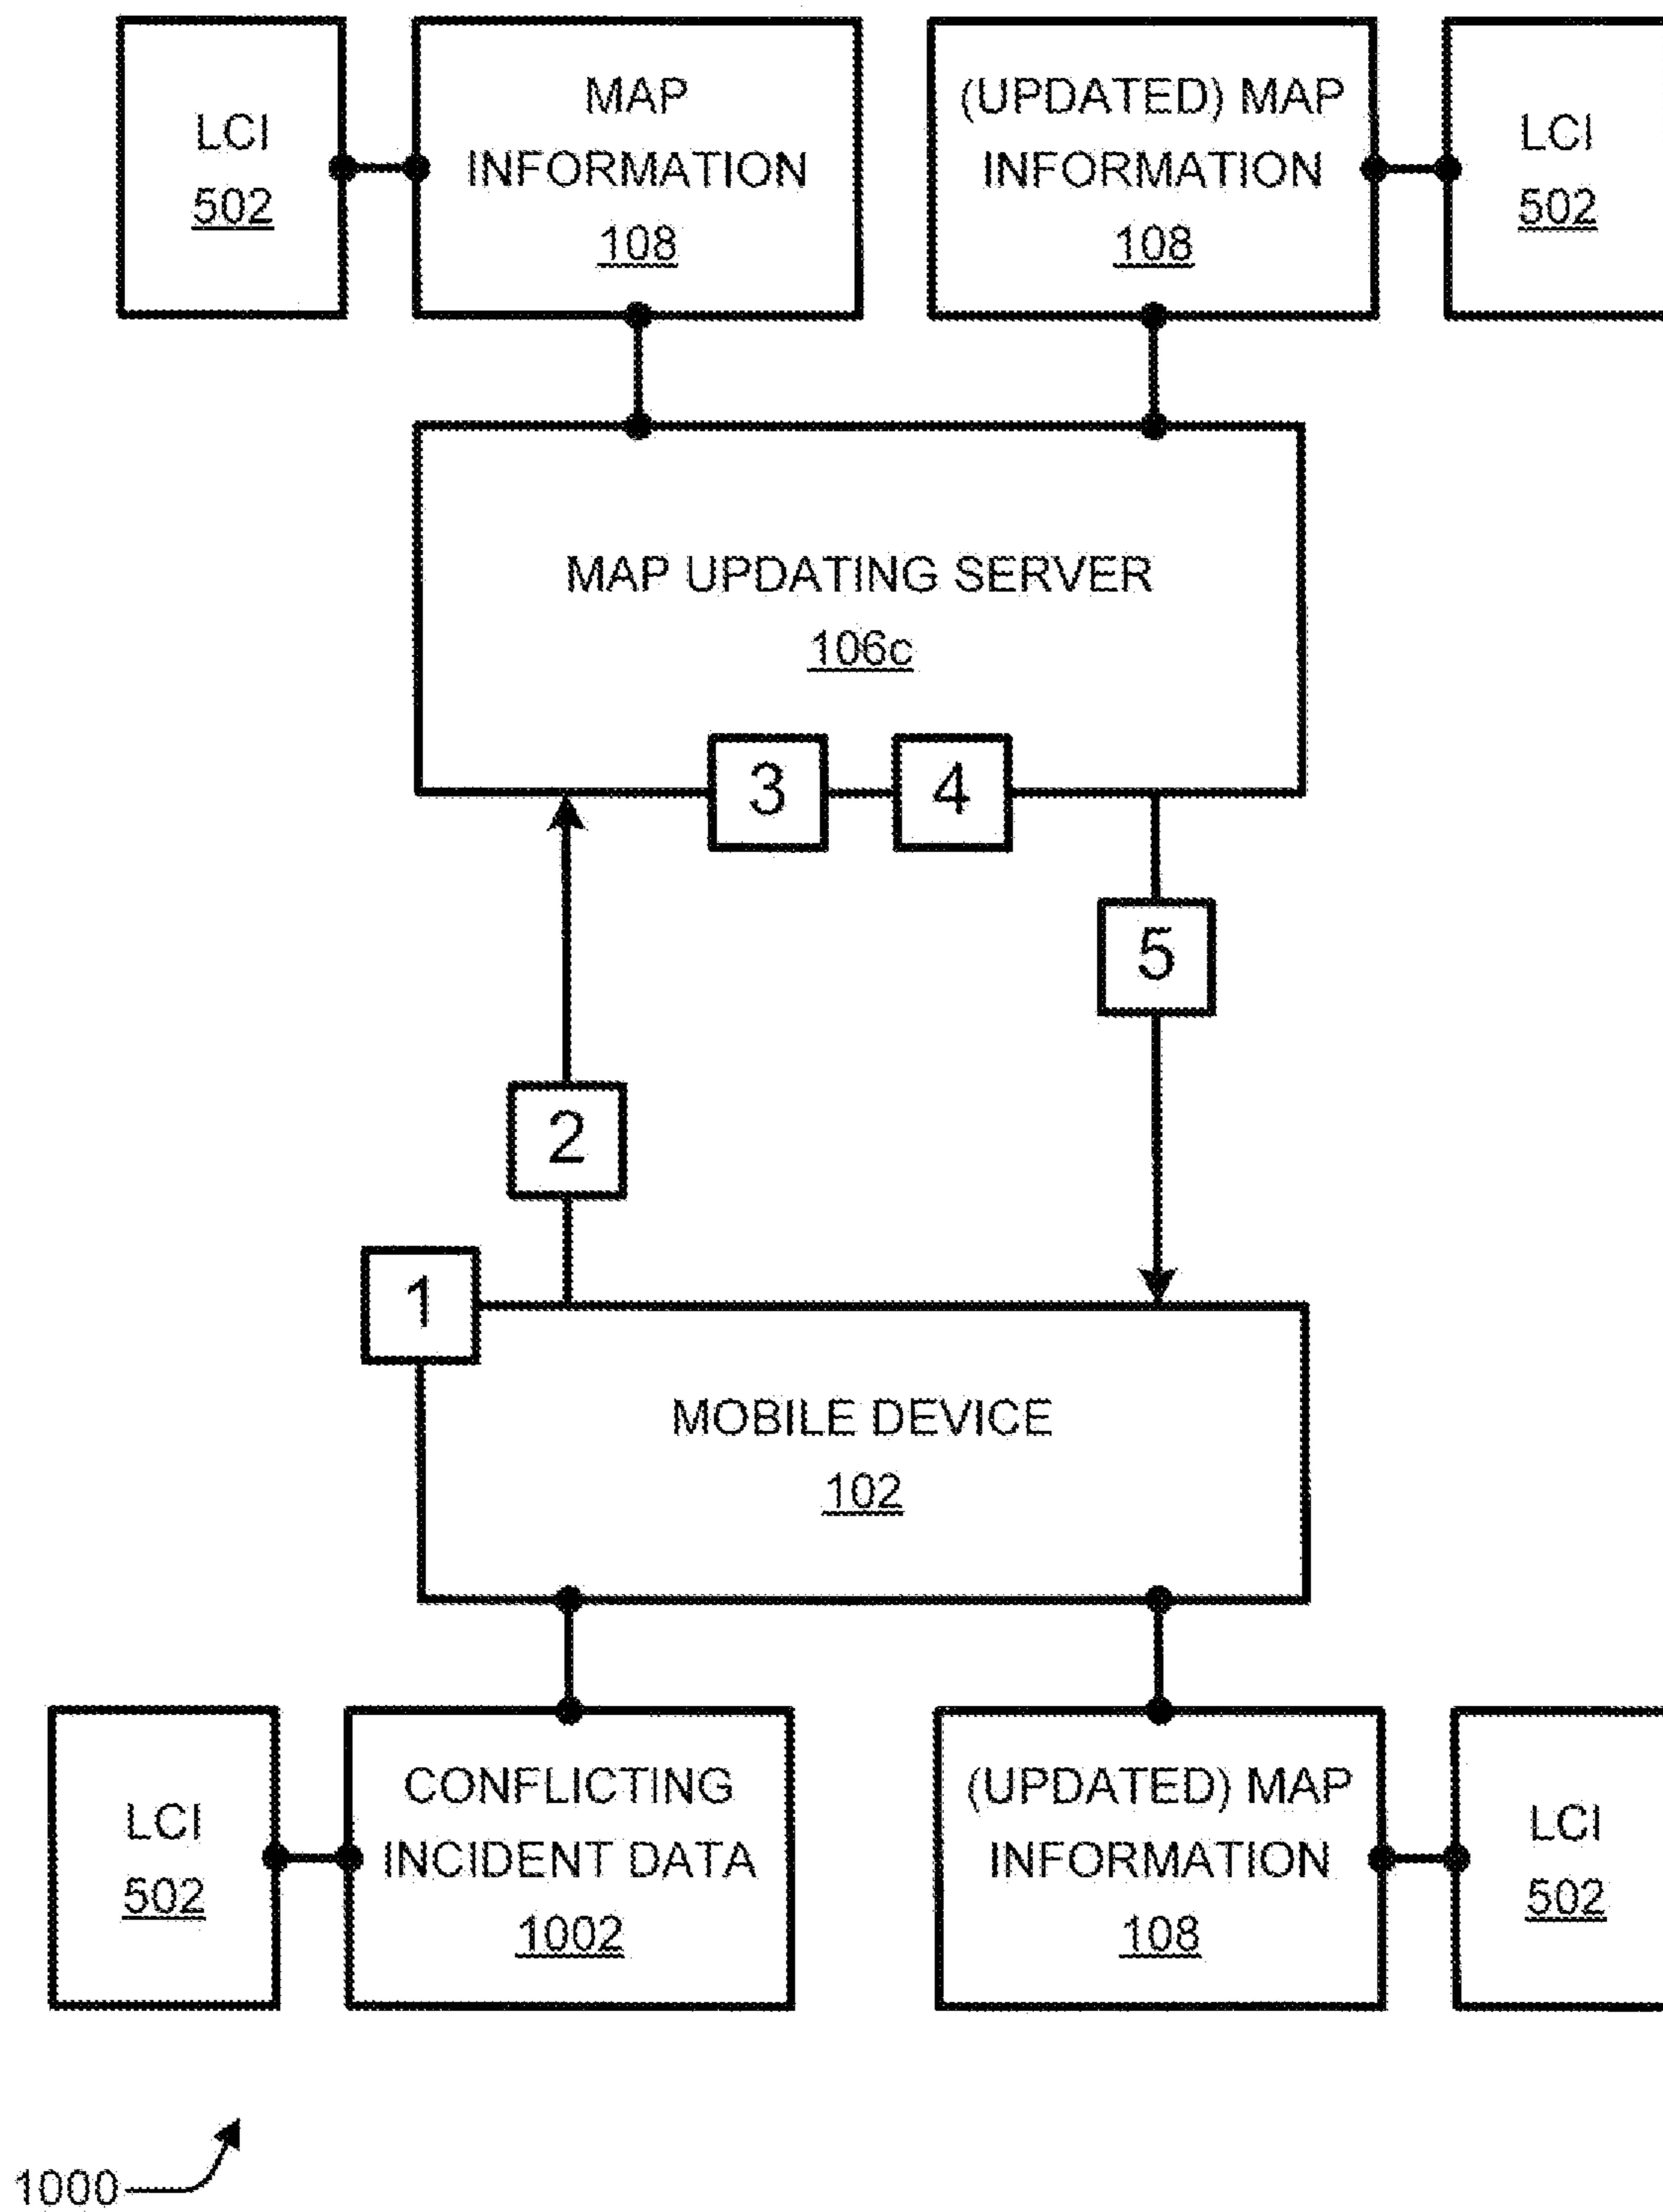 LCI
502
MAP
INFORMATION
108
(UPDATED) MAP
INFORMATION
108
LCI
502
MAP UPDATING SERVER
106c
3
4
5
2
1
MOBILE DEVICE
102
LCI
502
CONFLICTING
INCIDENT DATA
1002
(UPDATED) MAP
INFORMATION
108
LCI
502
1000